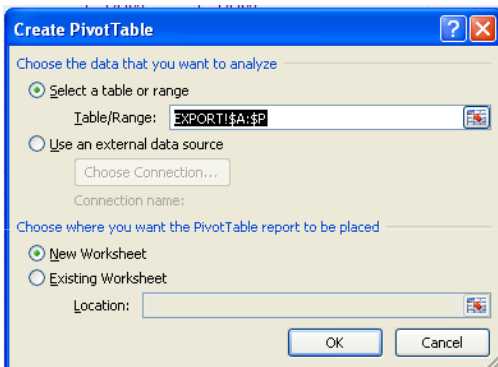 Create PivotTable
Choose the data that you want to analyze
Select a table or range
Table/Range: EXPORT!$A:$P
Use an external data source
Choose Connection...
Connection name:
Choose where you want the PivotTable report to be placed
New Worksheet
Existing Worksheet
Location:
OK Cancel